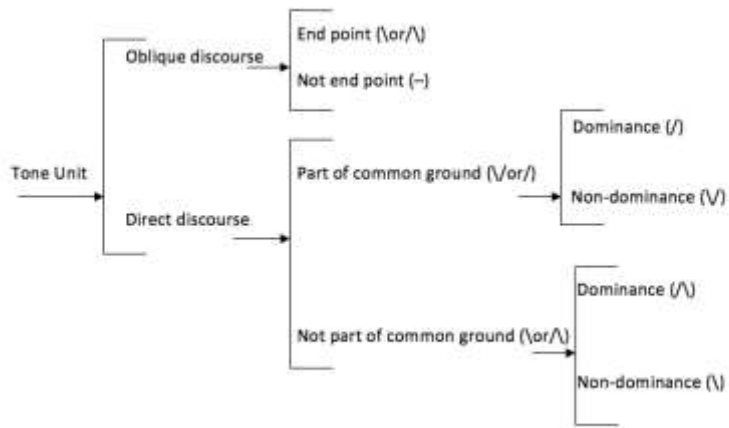 End point (\or/\)
Oblique discourse
Not end point (–)
Dominance (/)
Tone Unit
Part of common ground (\/or/)
Non-dominance (\/)
Direct discourse
Dominance (/\)
Not part of common ground (\or/\)
Non-dominance (\)